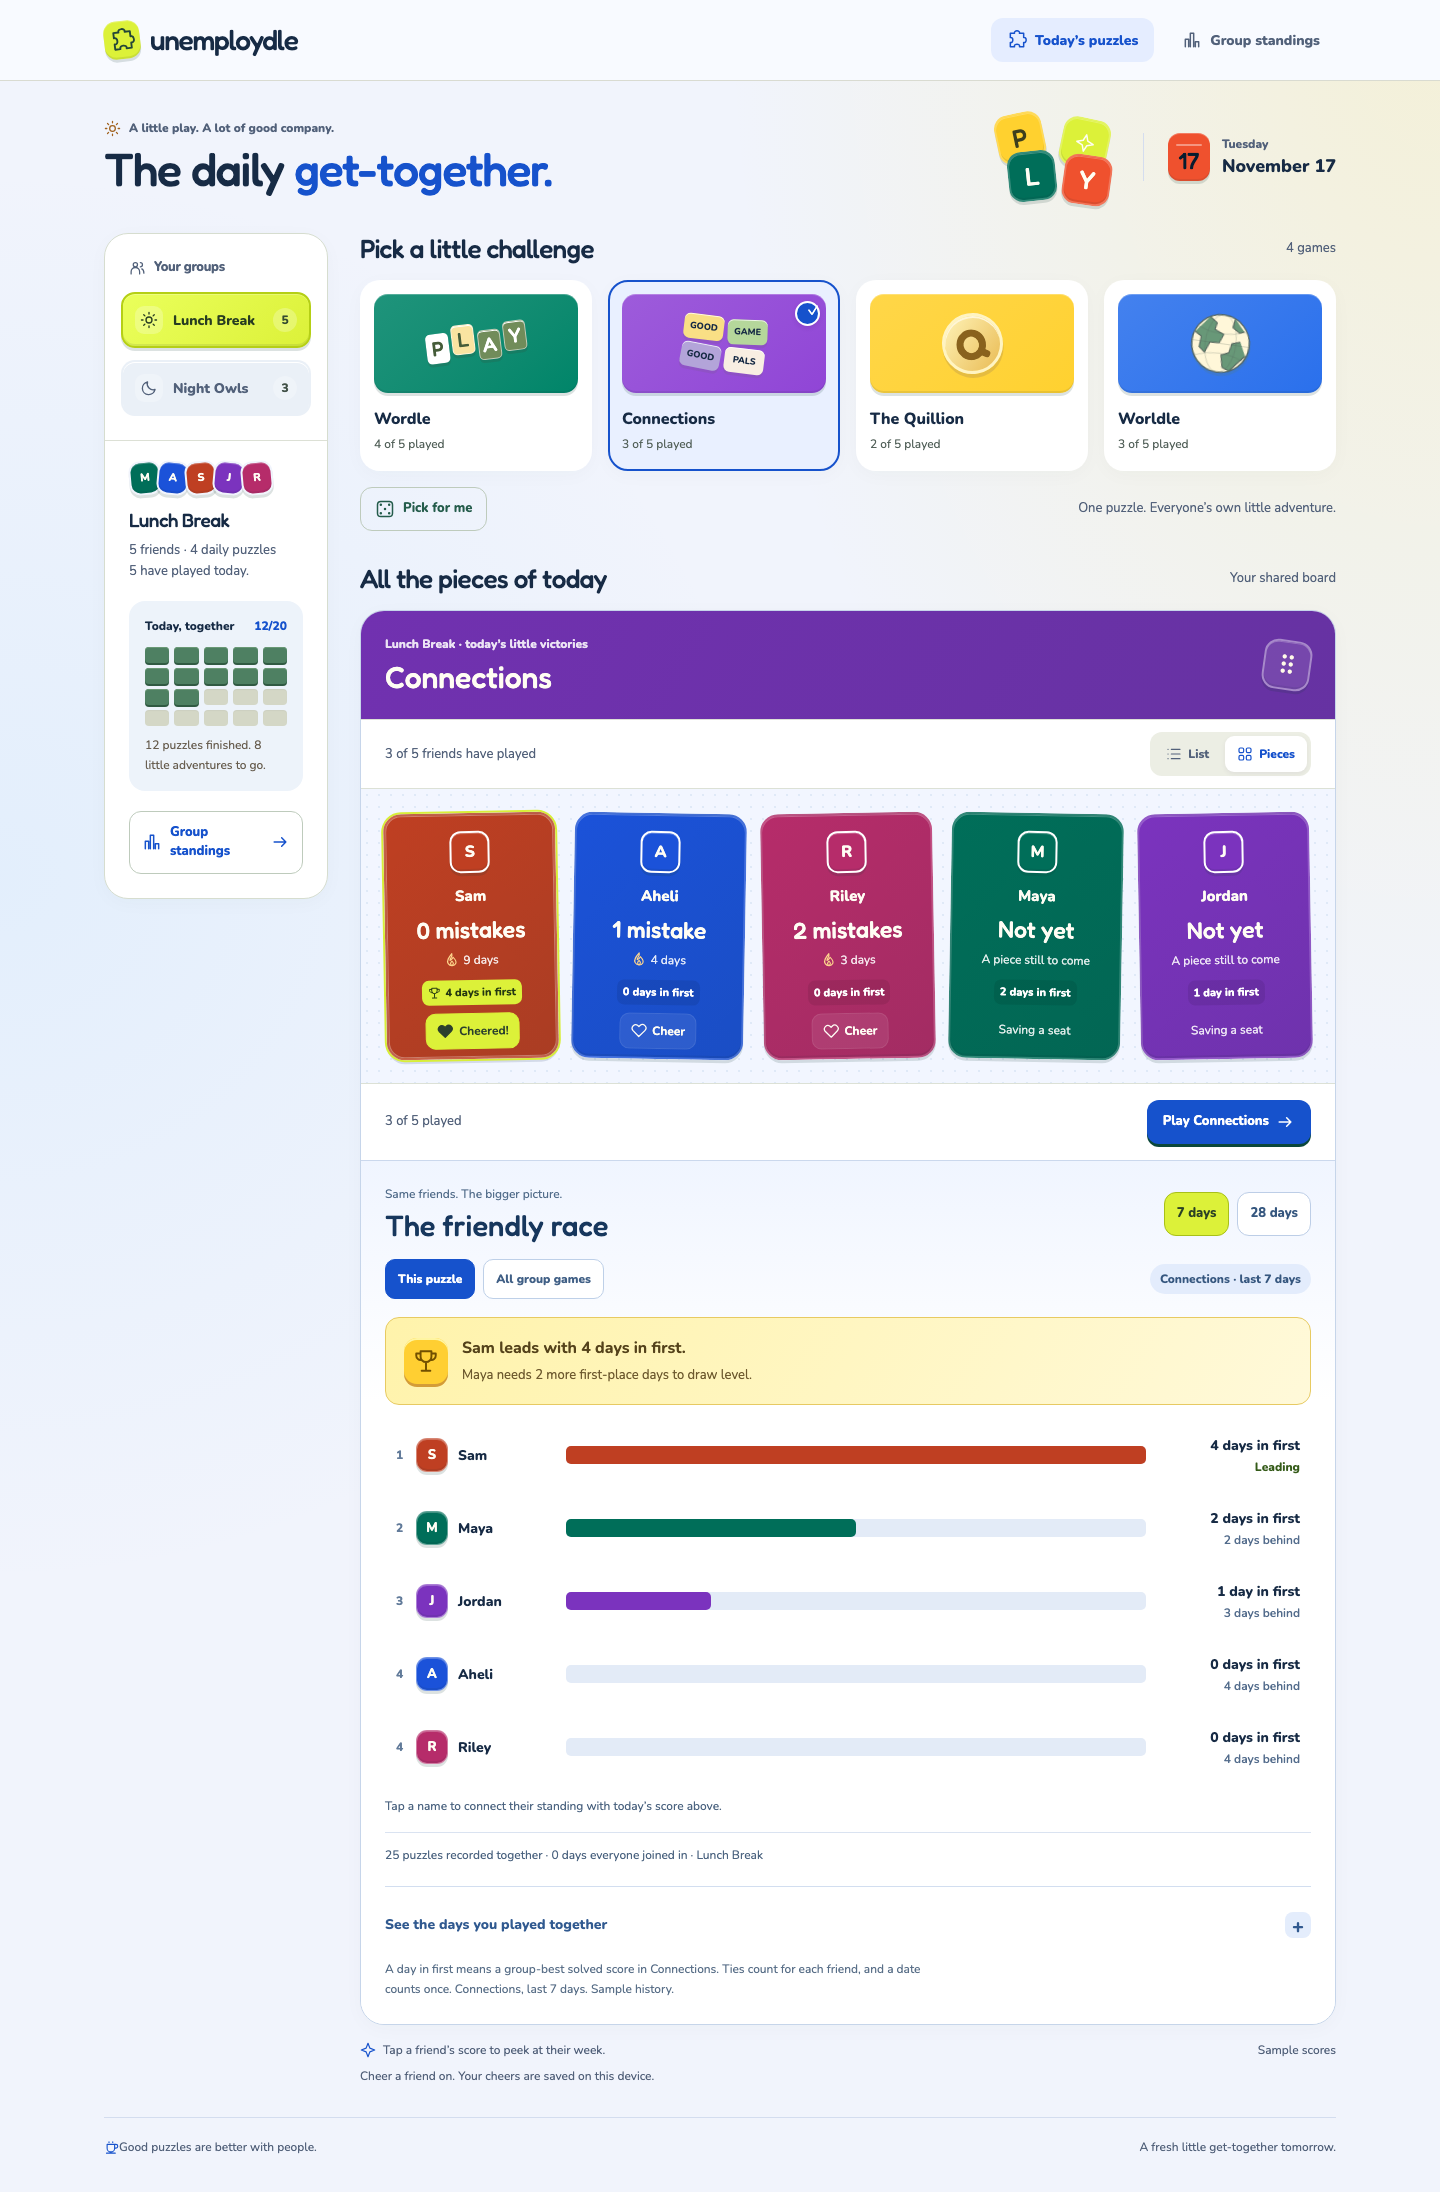 unemploydle
Today's puzzles
Group standings
A little play. A lot of good company.
The daily get-together.
P
L
Y
17
Tuesday
November 17
Your groups
Lunch Break 5
Night Owls 3
M A S J R
Lunch Break
5 friends · 4 daily puzzles
5 have played today.
Today, together 12/20
12 puzzles finished. 8
little adventures to go.
Group
standings
Pick a little challenge
4 games
P L A Y
Wordle
4 of 5 played
GOOD GAME
GOOD PALS
Connections
3 of 5 played
Q
The Quillion
2 of 5 played
Worldle
3 of 5 played
Pick for me
One puzzle. Everyone's own little adventure.
All the pieces of today
Your shared board
Lunch Break · today's little victories
Connections
3 of 5 friends have played
List
Pieces
S
Sam
0 mistakes
9 days
4 days in first
Cheered!
A
Aheli
1 mistake
4 days
0 days in first
Cheer
R
Riley
2 mistakes
3 days
0 days in first
Cheer
M
Maya
Not yet
A piece still to come
2 days in first
Saving a seat
J
Jordan
Not yet
A piece still to come
1 day in first
Saving a seat
3 of 5 played
Play Connections
Same friends. The bigger picture.
The friendly race
7 days
28 days
This puzzle
All group games
Connections · last 7 days
Sam leads with 4 days in first.
Maya needs 2 more first-place days to draw level.
1 S Sam 4 days in first
Leading
2 M Maya 2 days in first
2 days behind
3 J Jordan 1 day in first
3 days behind
4 A Aheli 0 days in first
4 days behind
4 R Riley 0 days in first
4 days behind
Tap a name to connect their standing with today's score above.
25 puzzles recorded together · 0 days everyone joined in · Lunch Break
See the days you played together
+
A day in first means a group-best solved score in Connections. Ties count for each friend, and a date
counts once. Connections, last 7 days. Sample history.
Tap a friend's score to peek at their week.
Sample scores
Cheer a friend on. Your cheers are saved on this device.
Good puzzles are better with people.
A fresh little get-together tomorrow.